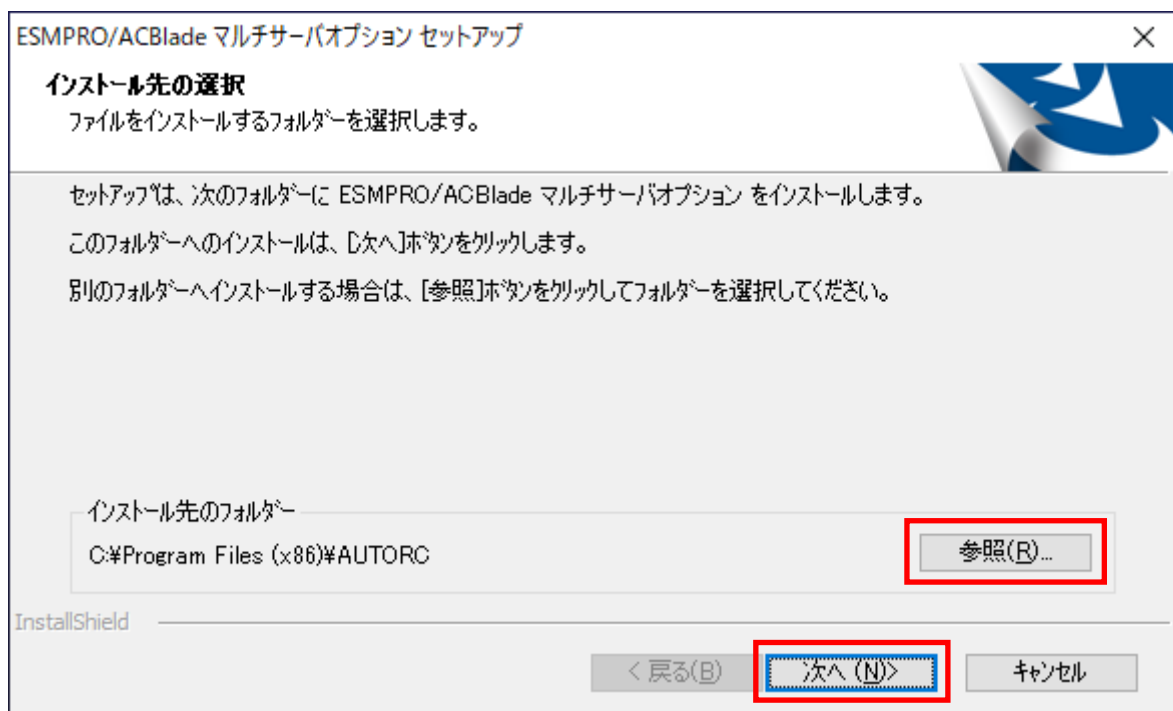 ESMPRO/ACBlade マルチサーバオプション セットアップ
インストール先の選択
ファイルをインストールするフォルダーを選択します。
セットアップは、次のフォルダーに ESMPRO/ACBlade マルチサーバオプション をインストールします。
このフォルダーへのインストールは、[次へ]ボタンをクリックします。
別のフォルダーへインストールする場合は、[参照]ボタンをクリックしてフォルダーを選択してください。
インストール先のフォルダー
C:¥Program Files (x86)¥AUTORC
参照(R)...
InstallShield
< 戻る(B)
次へ (N)>
キャンセル